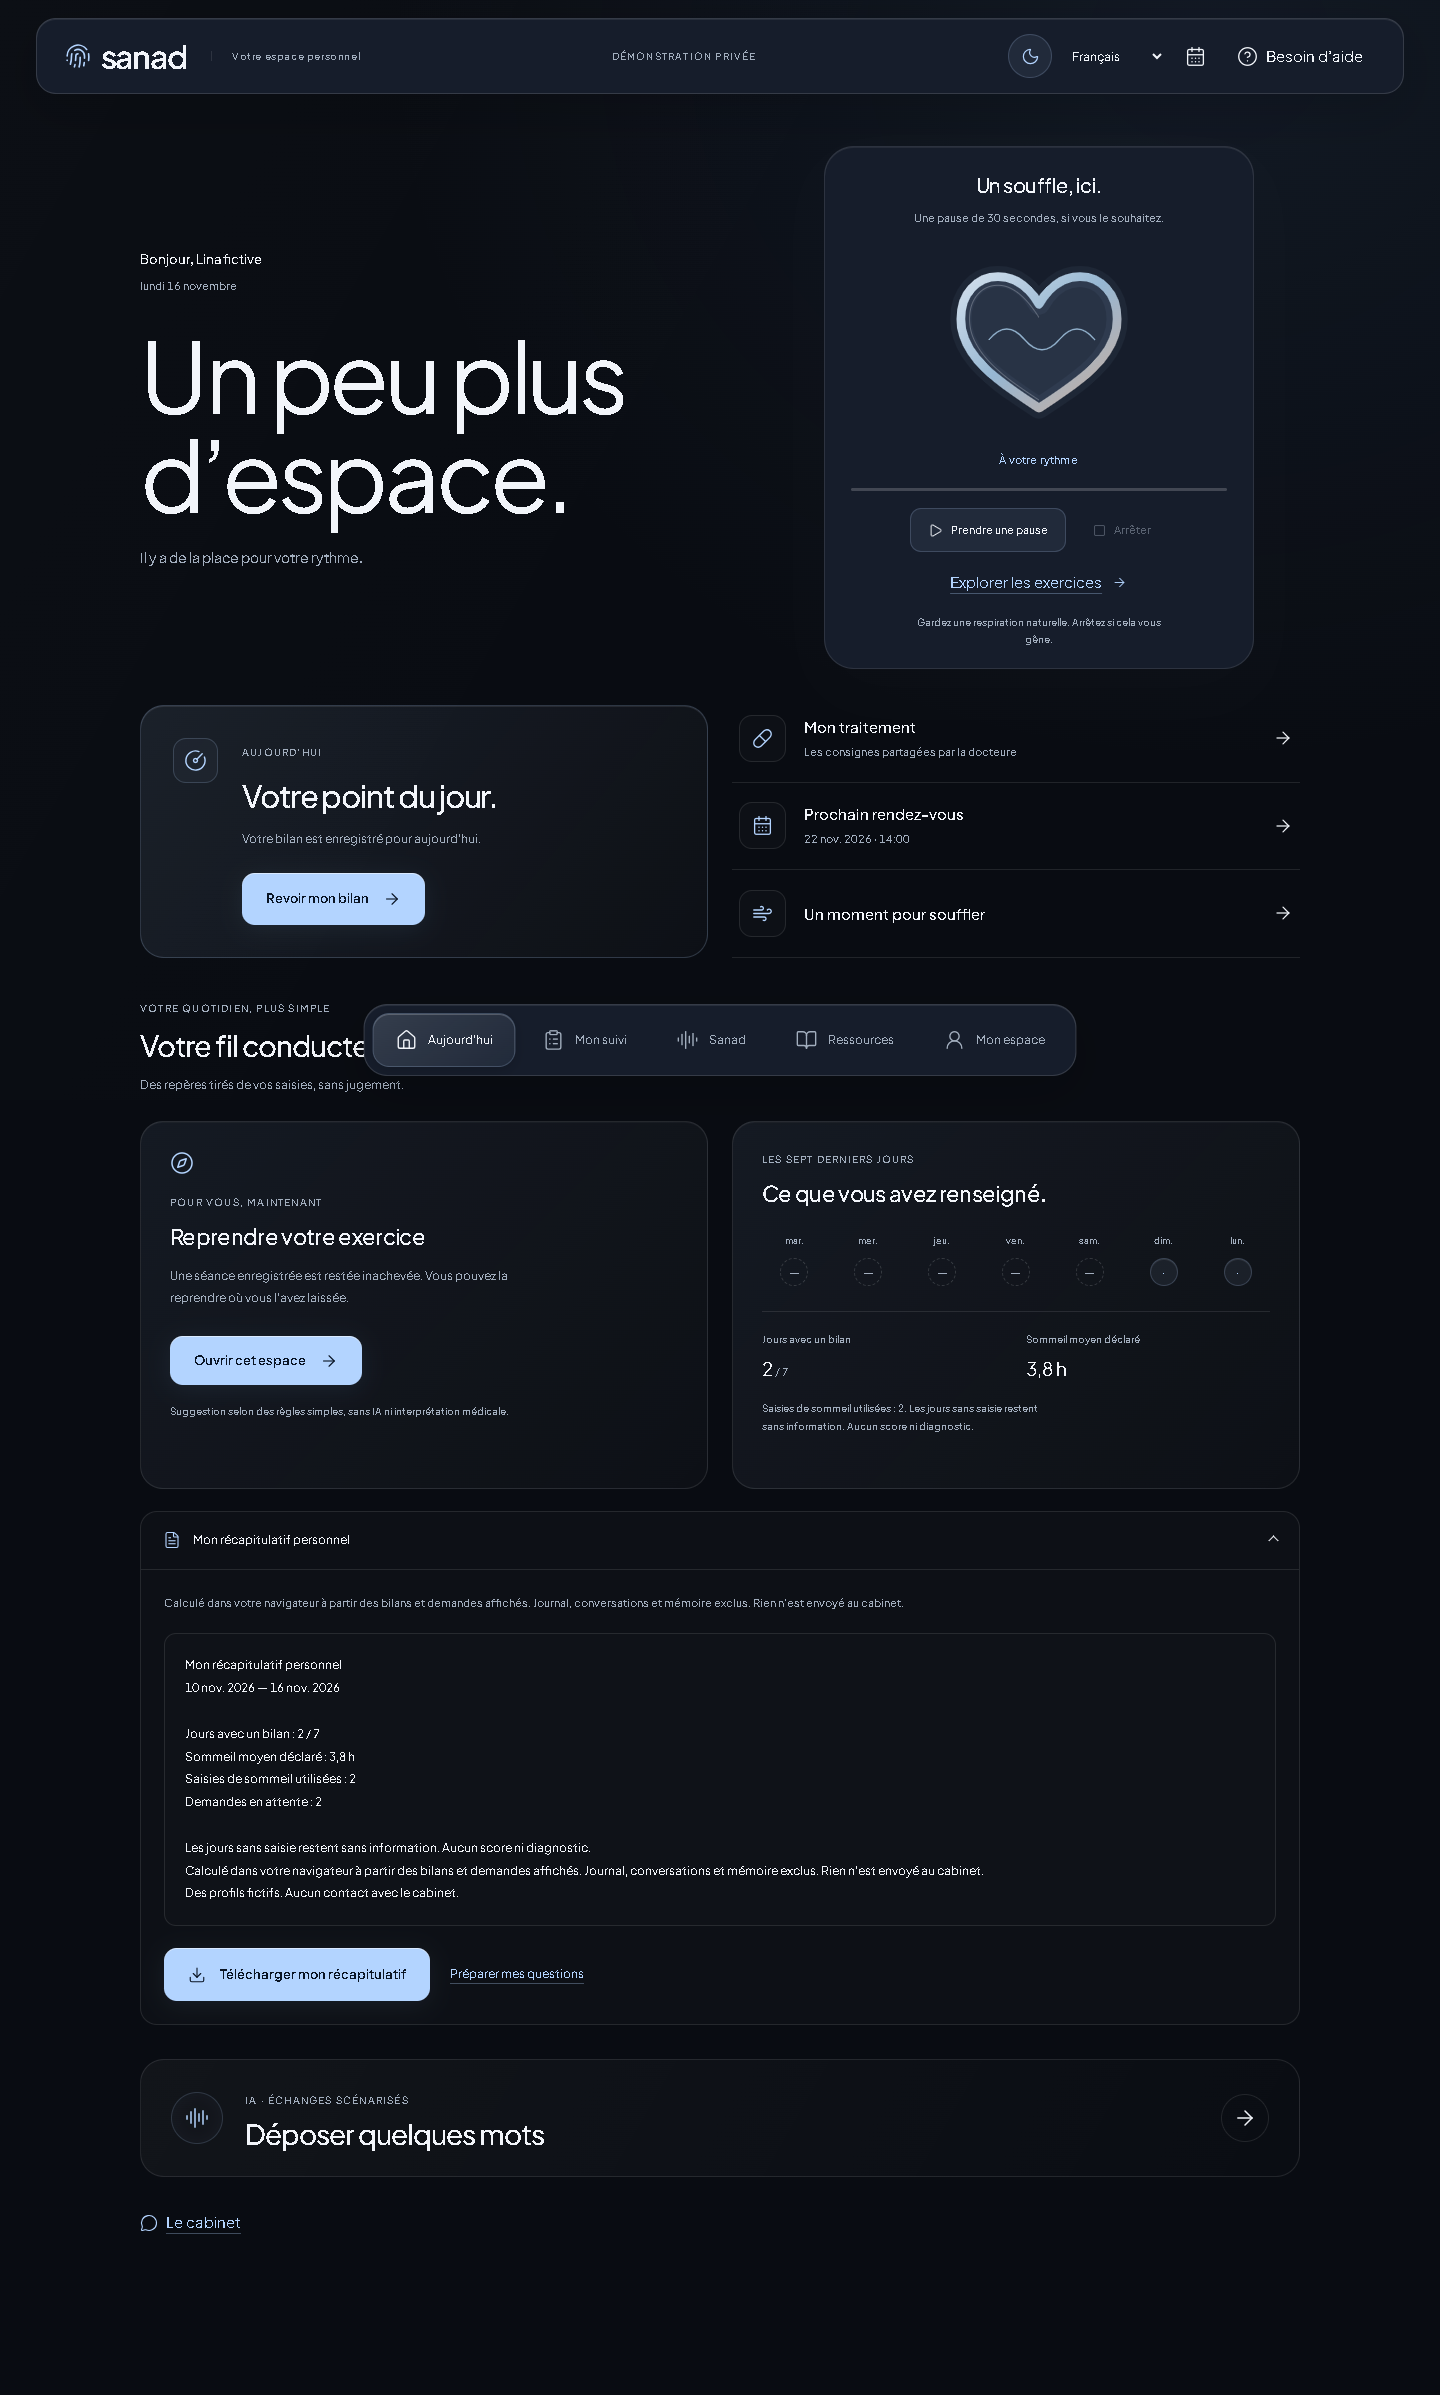 sanad
Votre espace personnel
DÉMONSTRATION PRIVÉE
Français
Besoin d’aide
Bonjour, Lina fictive
lundi 16 novembre
Un peu plus
d’espace.
Il y a de la place pour votre rythme.
Un souffle, ici.
Une pause de 30 secondes, si vous le souhaitez.
À votre rythme
Prendre une pause
Arrêter
Explorer les exercices
Gardez une respiration naturelle. Arrêtez si cela vous
gêne.
AUJOURD'HUI
Votre point du jour.
Votre bilan est enregistré pour aujourd'hui.
Revoir mon bilan
Mon traitement
Les consignes partagées par la docteure
Prochain rendez-vous
22 nov. 2026 · 14:00
Un moment pour souffler
VOTRE QUOTIDIEN, PLUS SIMPLE
Votre fil conducte
Des repères tirés de vos saisies, sans jugement.
Aujourd'hui
Mon suivi
Sanad
Ressources
Mon espace
POUR VOUS, MAINTENANT
Reprendre votre exercice
Une séance enregistrée est restée inachevée. Vous pouvez la
reprendre où vous l'avez laissée.
Ouvrir cet espace
Suggestion selon des règles simples, sans IA ni interprétation médicale.
LES SEPT DERNIERS JOURS
Ce que vous avez renseigné.
mar. mer. jeu. ven. sam. dim. lun.
— — — — — · ·
Jours avec un bilan
2 / 7
Sommeil moyen déclaré
3,8 h
Saisies de sommeil utilisées : 2. Les jours sans saisie restent
sans information. Aucun score ni diagnostic.
Mon récapitulatif personnel
Calculé dans votre navigateur à partir des bilans et demandes affichés. Journal, conversations et mémoire exclus. Rien n'est envoyé au cabinet.
Mon récapitulatif personnel
10 nov. 2026 — 16 nov. 2026
Jours avec un bilan : 2 / 7
Sommeil moyen déclaré : 3,8 h
Saisies de sommeil utilisées : 2
Demandes en attente : 2
Les jours sans saisie restent sans information. Aucun score ni diagnostic.
Calculé dans votre navigateur à partir des bilans et demandes affichés. Journal, conversations et mémoire exclus. Rien n'est envoyé au cabinet.
Des profils fictifs. Aucun contact avec le cabinet.
Télécharger mon récapitulatif
Préparer mes questions
IA · ÉCHANGES SCÉNARISÉS
Déposer quelques mots
Le cabinet